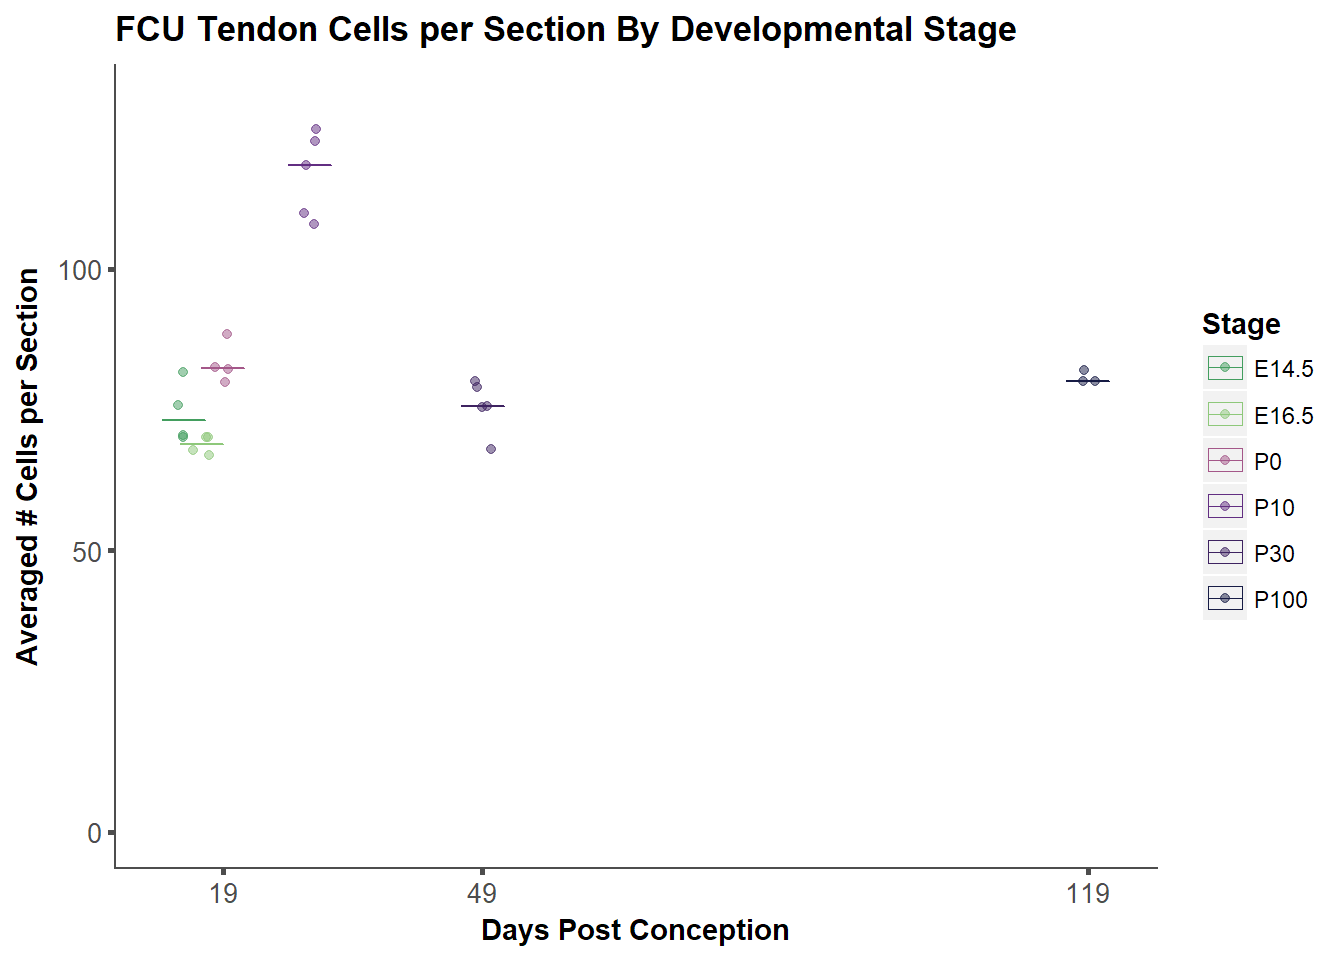 FCU Tendon Cells per Section By Developmental Stage
Averaged # Cells per Section
100
50
0
19
49
119
Days Post Conception
Stage
E14.5
E16.5
P0
P10
P30
P100